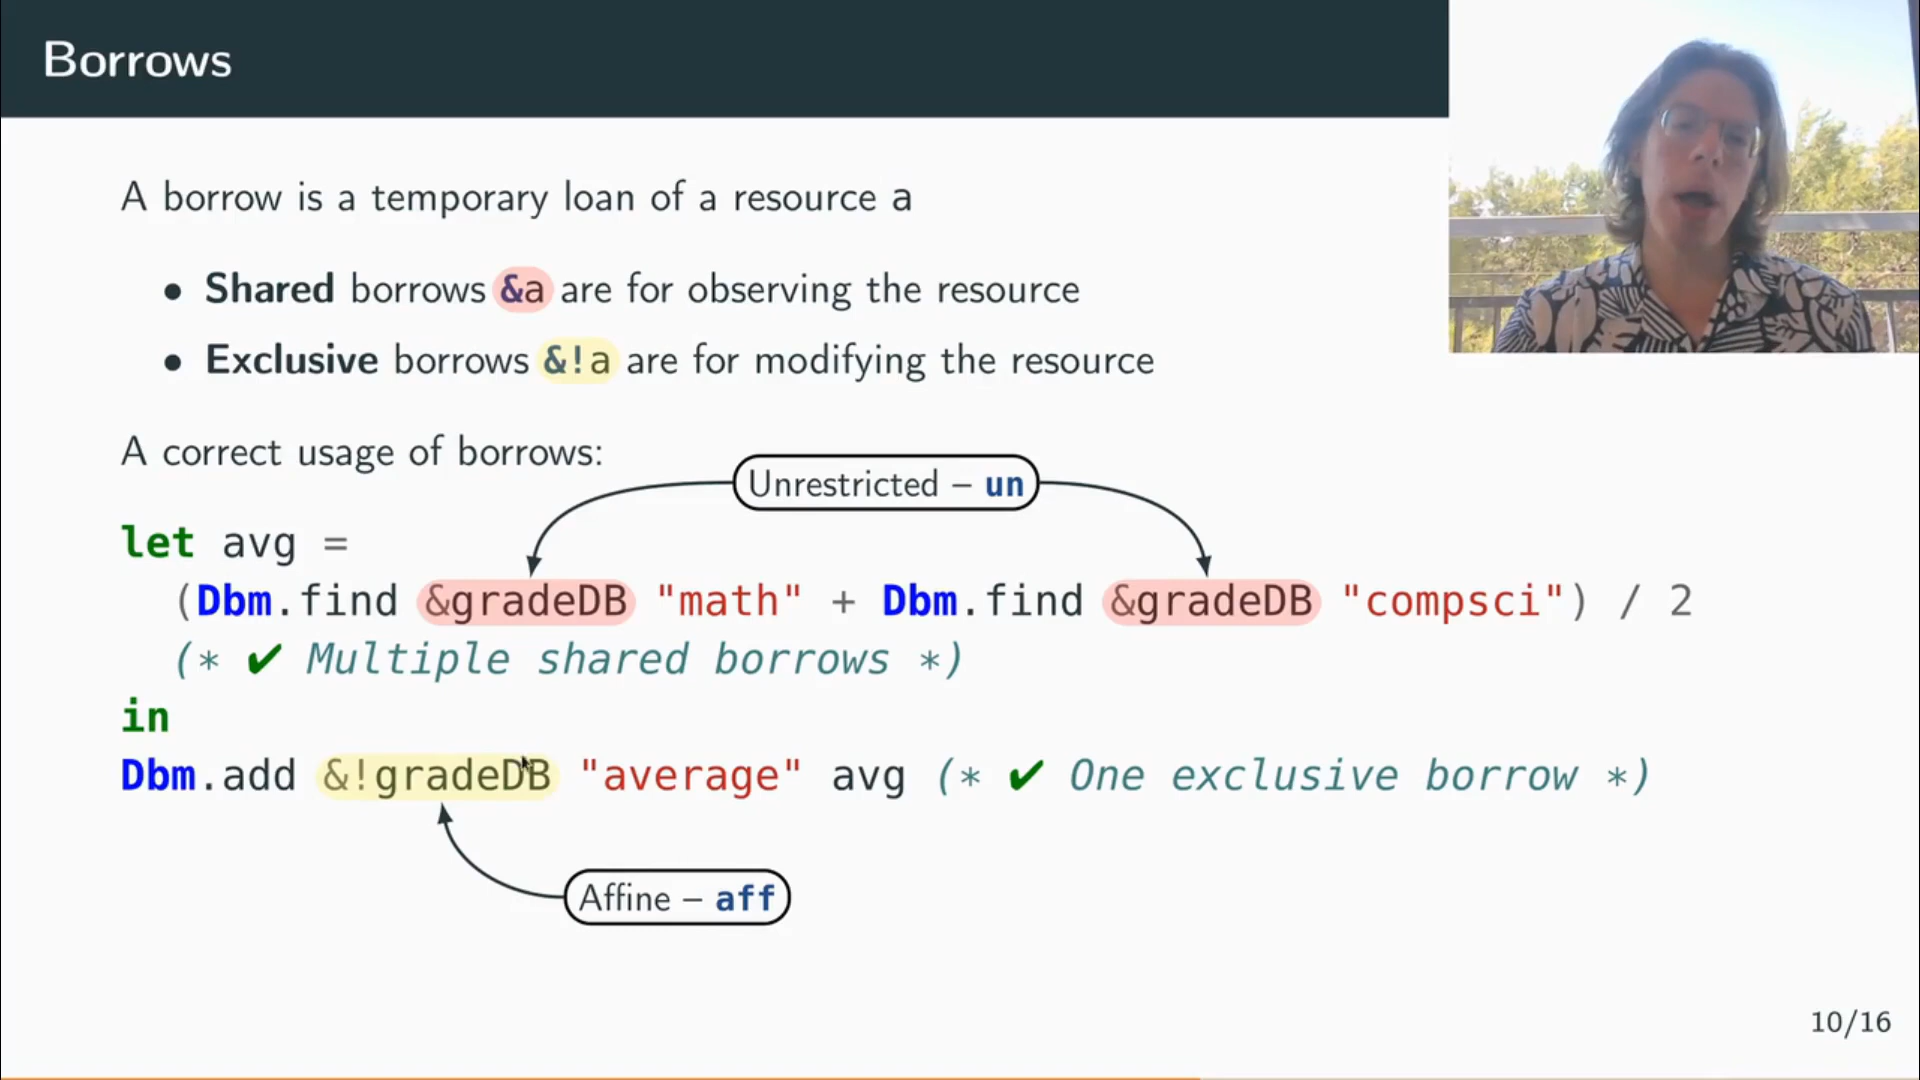 Borrows
A borrow is a temporary loan of a resource a
• Shared borrows &a are for observing the resource
• Exclusive borrows &!a are for modifying the resource
A correct usage of borrows:
Unrestricted – un
let avg =
(Dbm.find &gradeDB "math" + Dbm.find &gradeDB "compsci") / 2
(* ✔ Multiple shared borrows *)
in
Dbm.add &!gradeDB "average" avg (* ✔ One exclusive borrow *)
Affine – aff
10/16